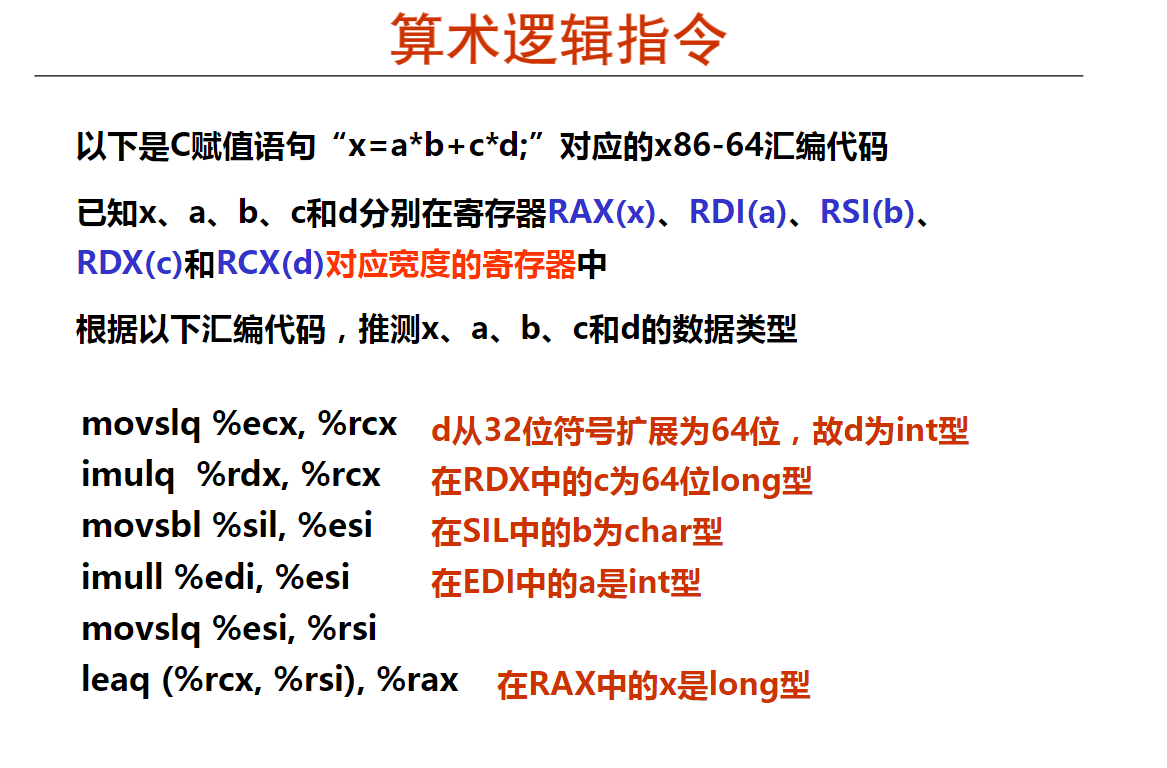 算术逻辑指令
以下是C赋值语句“x=a*b+c*d;”对应的x86-64汇编代码
已知x、a、b、c和d分别在寄存器RAX(x)、RDI(a)、RSI(b)、
RDX(c)和RCX(d)对应宽度的寄存器中
根据以下汇编代码，推测x、a、b、c和d的数据类型
movslq %ecx, %rcx d从32位符号扩展为64位，故d为int型
imulq %rdx, %rcx 在RDX中的c为64位long型
movsbl %sil, %esi 在SIL中的b为char型
imull %edi, %esi 在EDI中的a是int型
movslq %esi, %rsi
leaq (%rcx, %rsi), %rax 在RAX中的x是long型